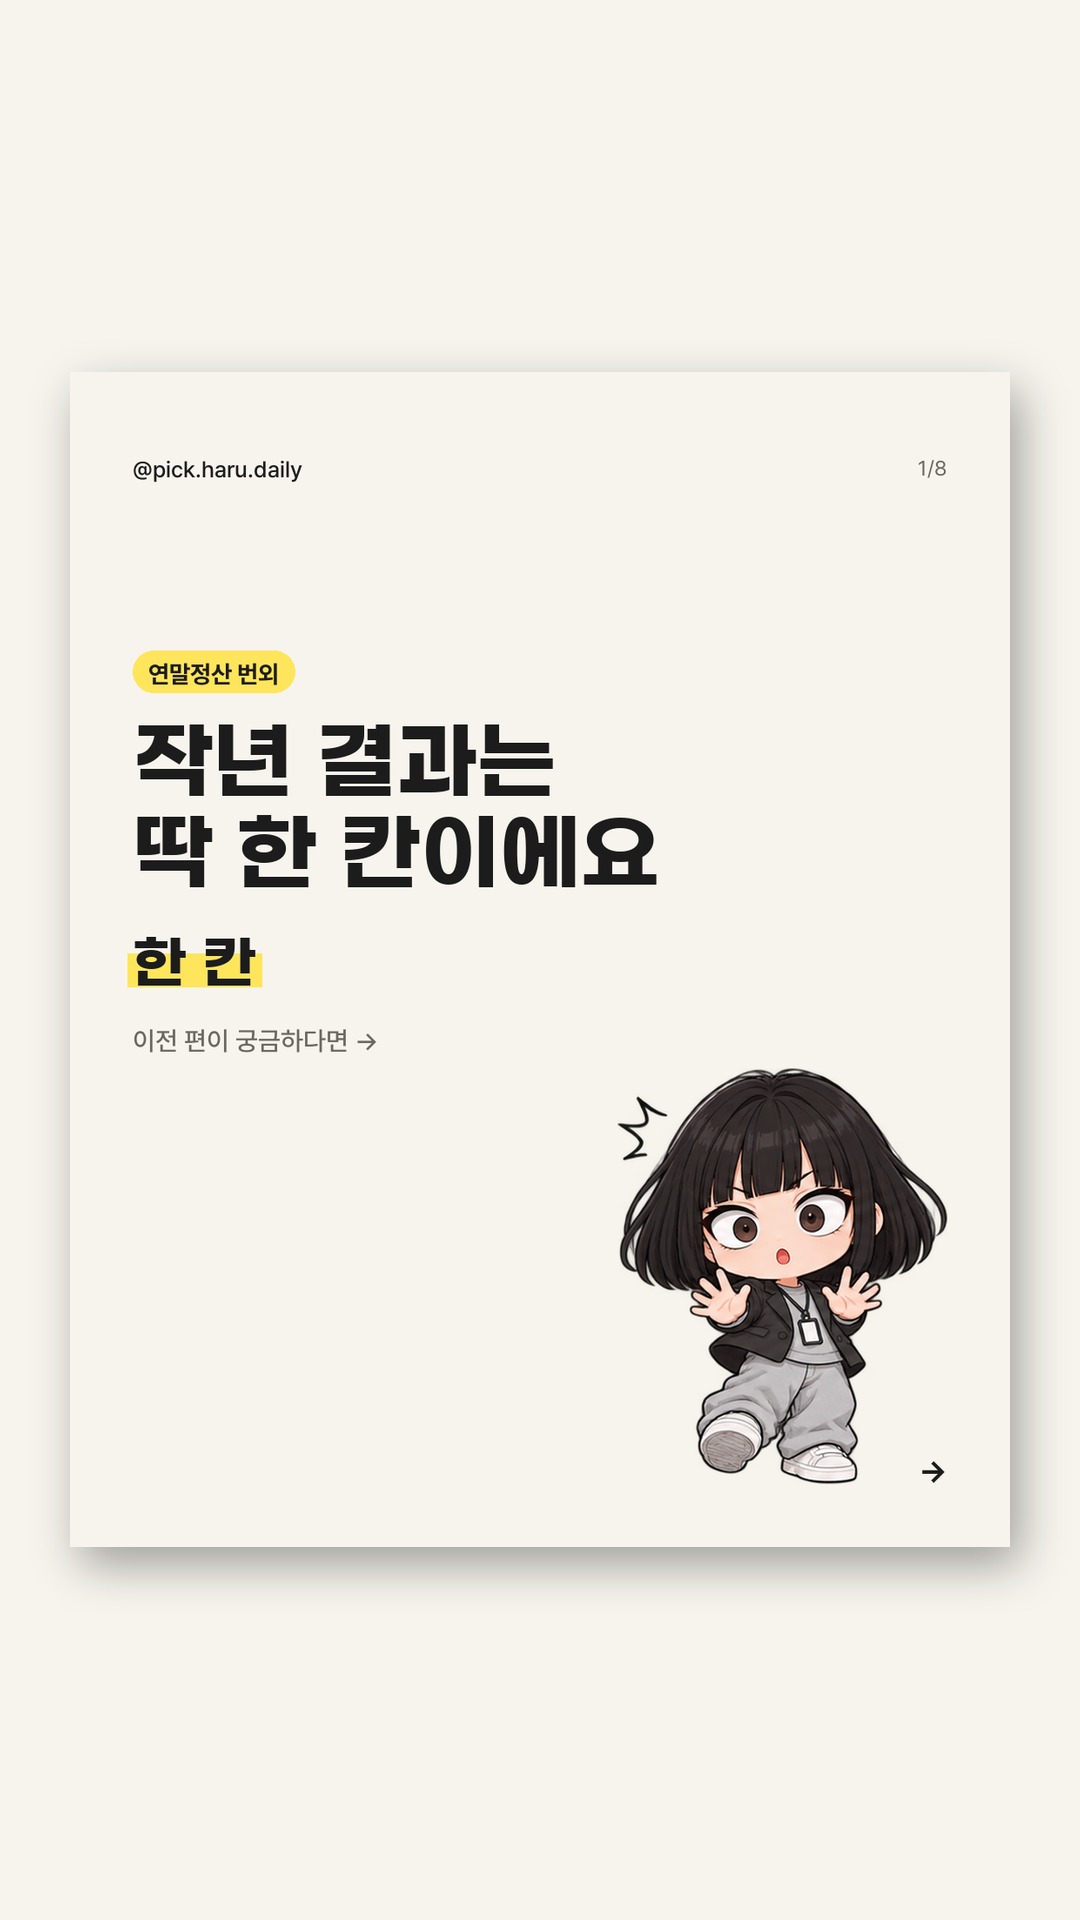 @pick.haru.daily
1/8
연말정산 번외
작년 결과는
딱 한 칸이에요
한 칸
이전 편이 궁금하다면 →
→